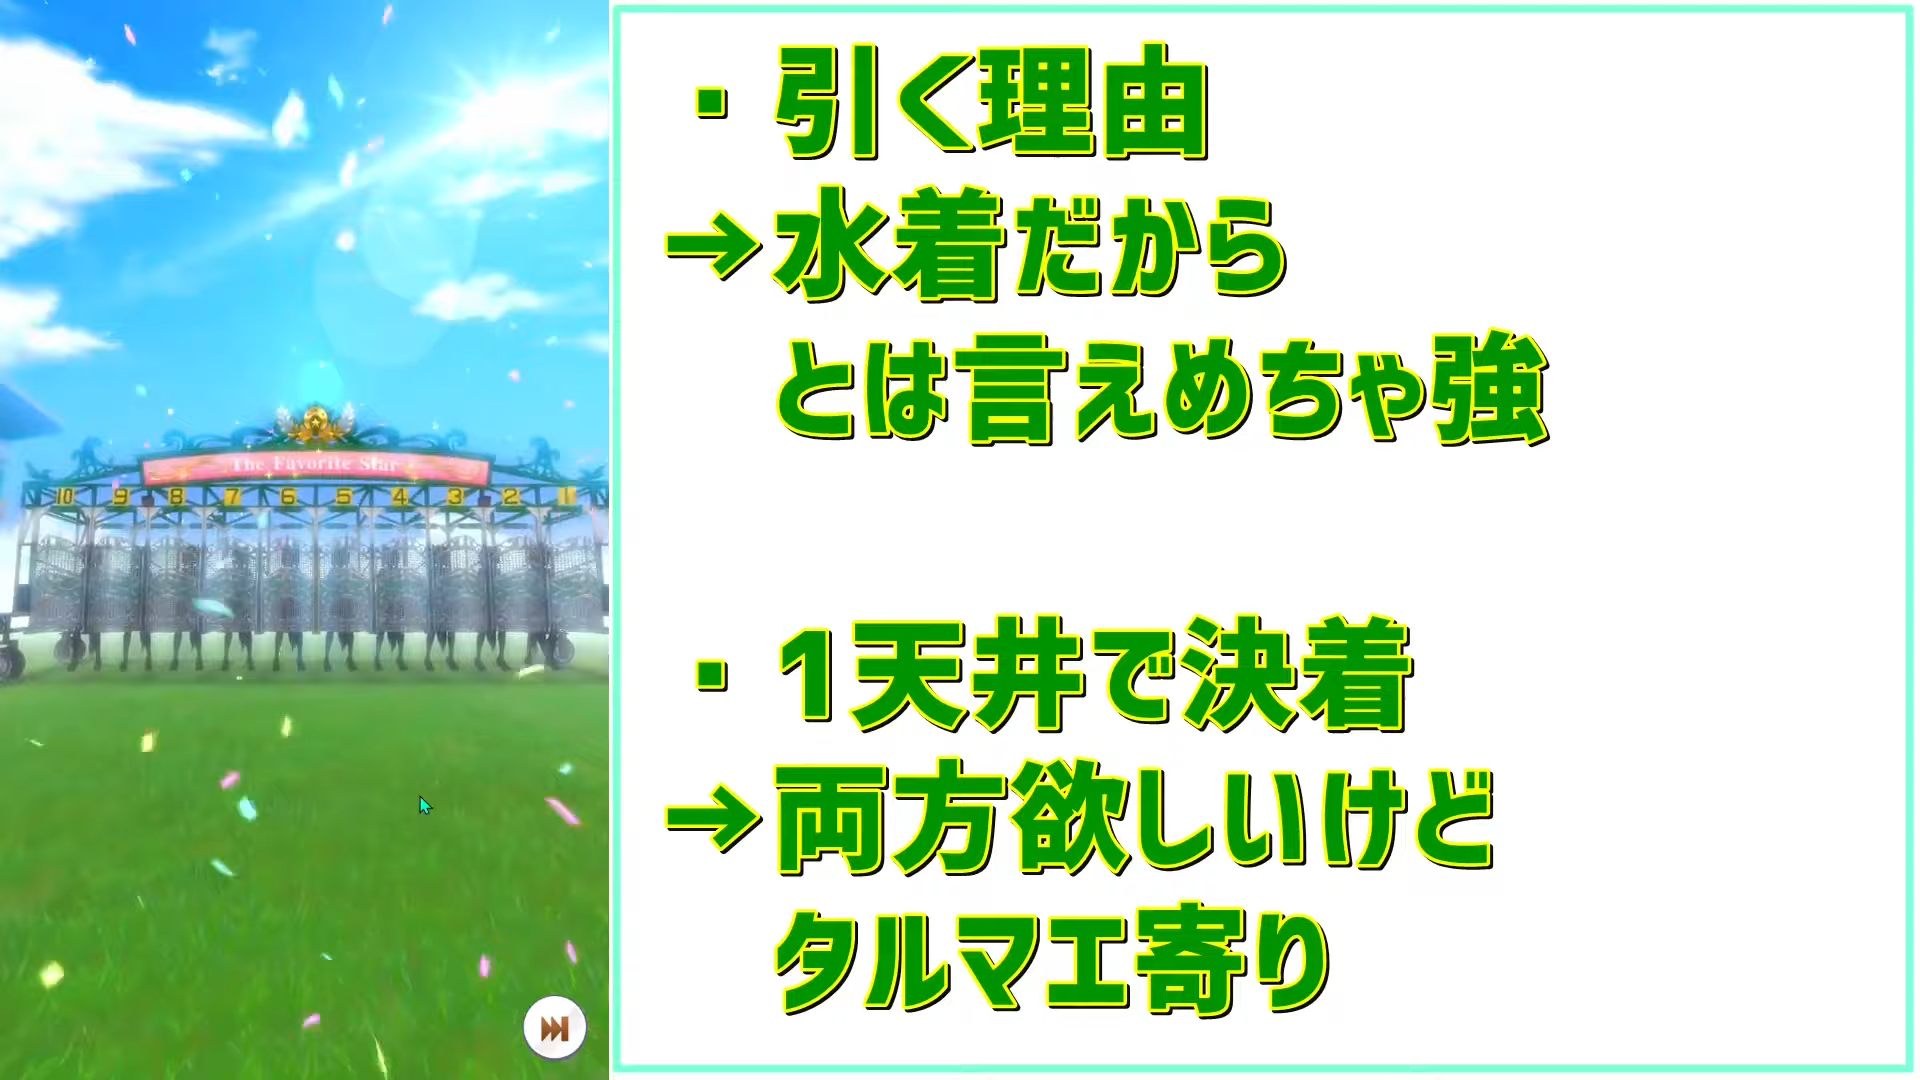 The Favorite Star
10 9 8 7 6 5 4 3 2 1
・引く理由
→水着だから
とは言えめちゃ強
・1天井で決着
→両方欲しいけど
タルマエ寄り